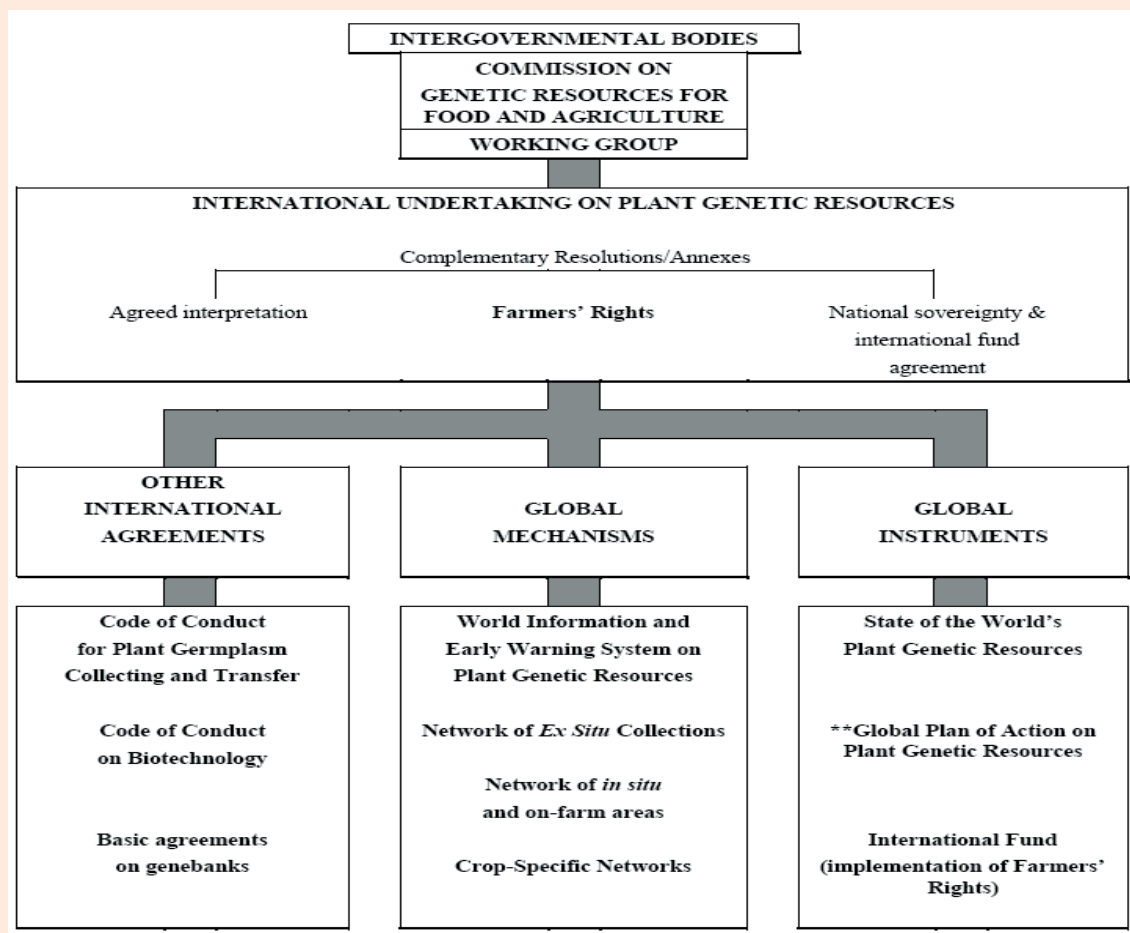 INTERGOVERNMENTAL BODIES
COMMISSION ON
GENETIC RESOURCES FOR
FOOD AND AGRICULTURE
WORKING GROUP
INTERNATIONAL UNDERTAKING ON PLANT GENETIC RESOURCES
Complementary Resolutions/Annexes
Agreed interpretation
Farmers’ Rights
National sovereignty &
international fund
agreement
OTHER
INTERNATIONAL
AGREEMENTS
GLOBAL
MECHANISMS
GLOBAL
INSTRUMENTS
Code of Conduct
for Plant Germplasm
Collecting and Transfer
Code of Conduct
on Biotechnology
Basic agreements
on genebanks
World Information and
Early Warning System on
Plant Genetic Resources
Network of Ex Situ Collections
Network of in situ
and on-farm areas
Crop-Specific Networks
State of the World’s
Plant Genetic Resources
**Global Plan of Action on
Plant Genetic Resources
International Fund
(implementation of Farmers’
Rights)